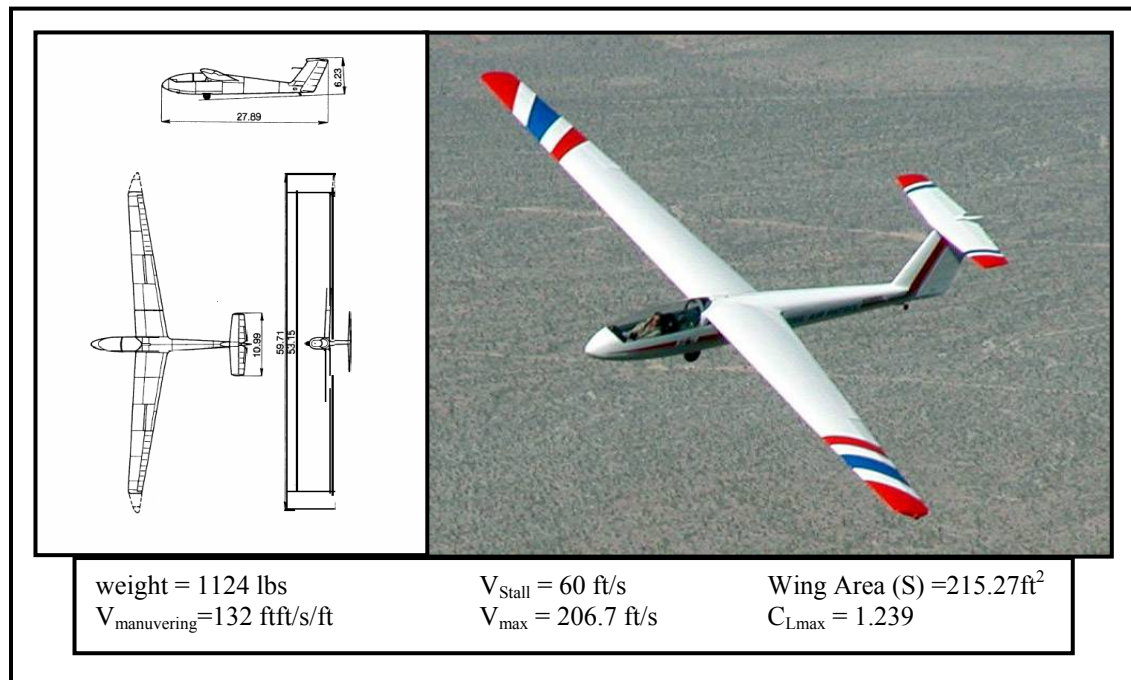 6.23
27.89
10.99
59.71
53.15
weight = 1124 lbs V_Stall = 60 ft/s Wing Area (S) =215.27ft²
V_manuvering=132 ftft/s/ft V_max = 206.7 ft/s C_Lmax = 1.239